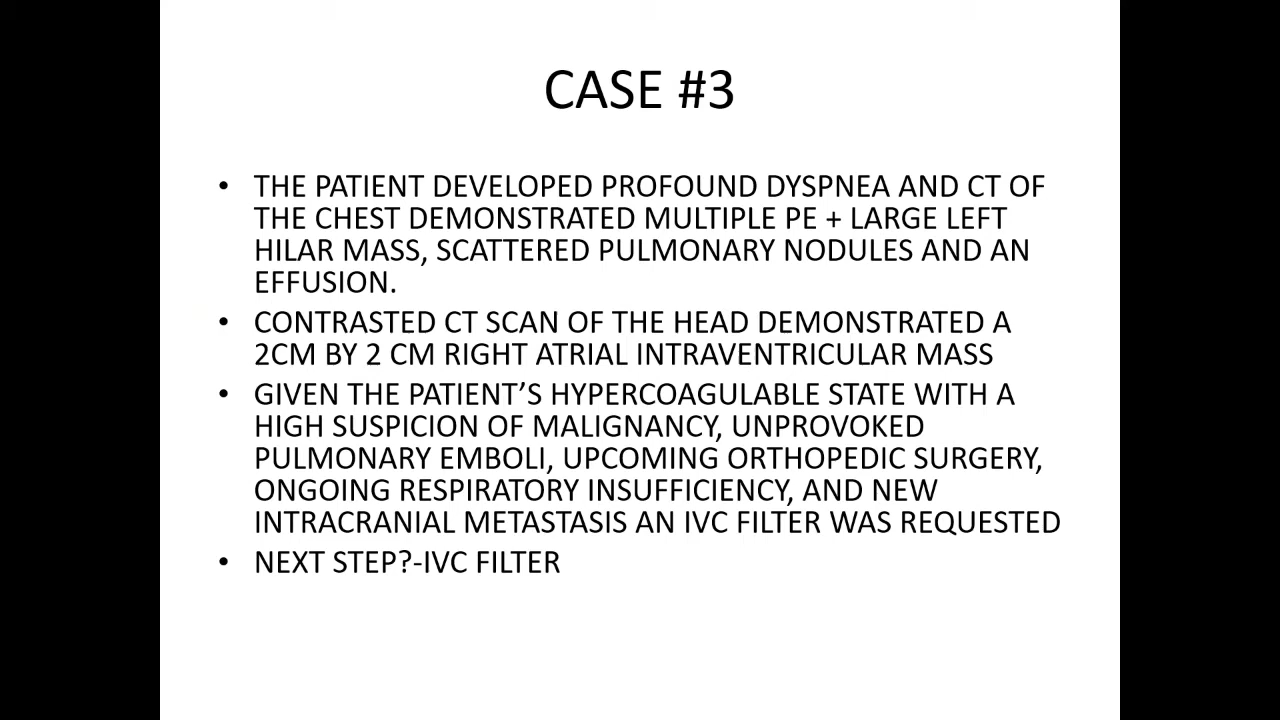 CASE #3
• THE PATIENT DEVELOPED PROFOUND DYSPNEA AND CT OF
THE CHEST DEMONSTRATED MULTIPLE PE + LARGE LEFT
HILAR MASS, SCATTERED PULMONARY NODULES AND AN
EFFUSION.
• CONTRASTED CT SCAN OF THE HEAD DEMONSTRATED A
2CM BY 2 CM RIGHT ATRIAL INTRAVENTRICULAR MASS
• GIVEN THE PATIENT’S HYPERCOAGULABLE STATE WITH A
HIGH SUSPICION OF MALIGNANCY, UNPROVOKED
PULMONARY EMBOLI, UPCOMING ORTHOPEDIC SURGERY,
ONGOING RESPIRATORY INSUFFICIENCY, AND NEW
INTRACRANIAL METASTASIS AN IVC FILTER WAS REQUESTED
• NEXT STEP?-IVC FILTER